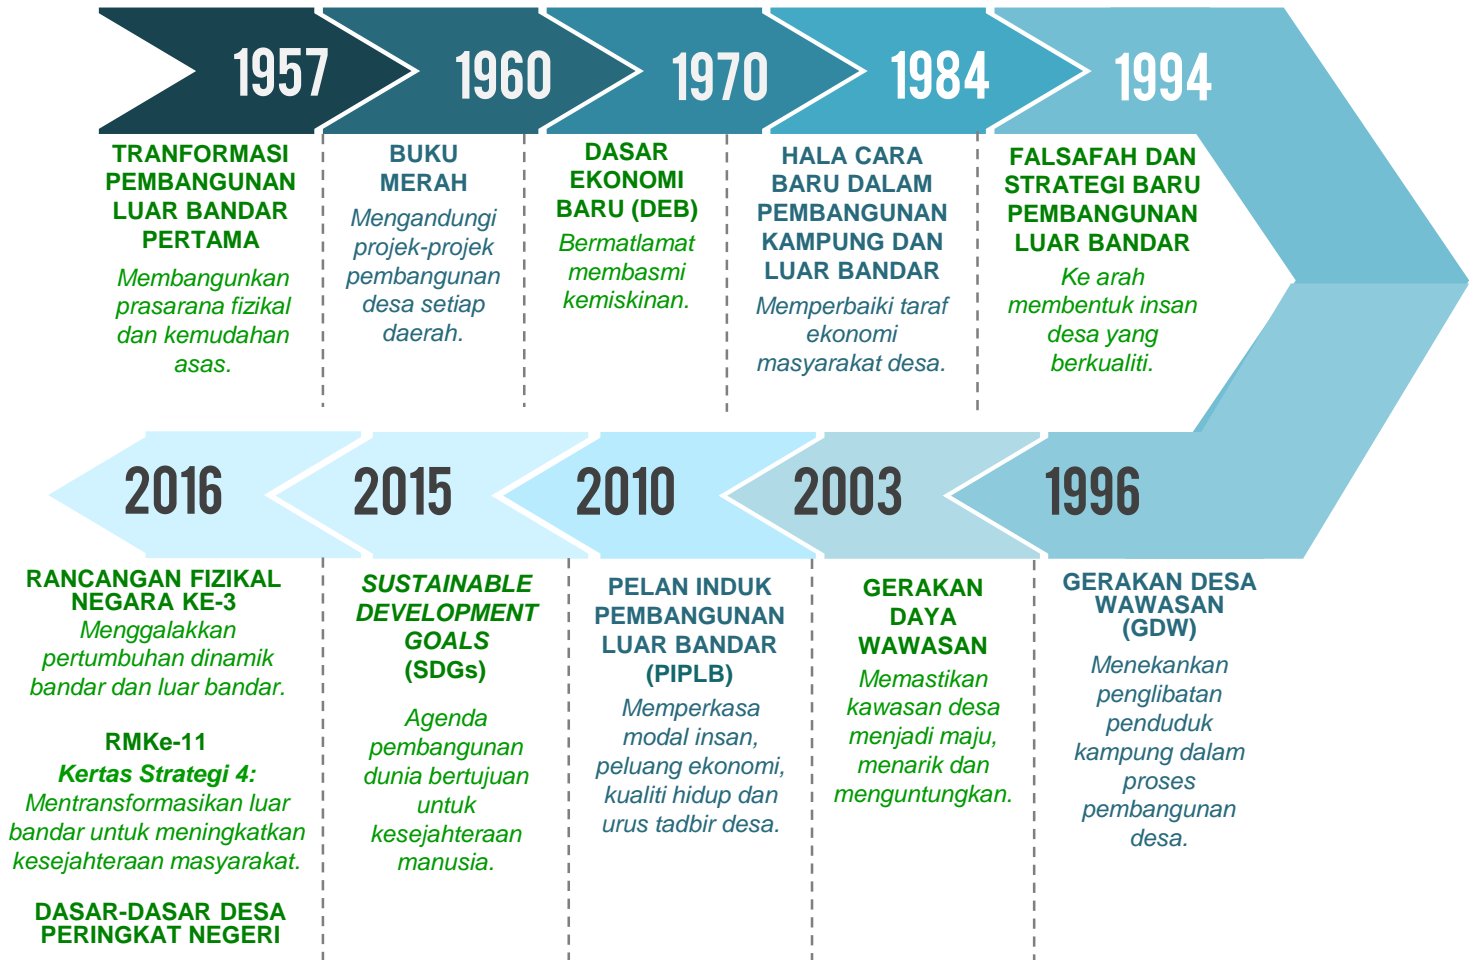 1957
TRANFORMASI
PEMBANGUNAN
LUAR BANDAR
PERTAMA
Membangunkan
prasarana fizikal
dan kemudahan
asas.
1960
BUKU
MERAH
Mengandungi
projek-projek
pembangunan
desa setiap
daerah.
1970
DASAR
EKONOMI
BARU (DEB)
Bermatlamat
membasmi
kemiskinan.
1984
HALA CARA
BARU DALAM
PEMBANGUNAN
KAMPUNG DAN
LUAR BANDAR
Memperbaiki taraf
ekonomi
masyarakat desa.
1994
FALSAFAH DAN
STRATEGI BARU
PEMBANGUNAN
LUAR BANDAR
Ke arah
membentuk insan
desa yang
berkualiti.
1996
GERAKAN DESA
WAWASAN
(GDW)
Menekankan
penglibatan
penduduk
kampung dalam
proses
pembangunan
desa.
2003
GERAKAN
DAYA
WAWASAN
Memastikan
kawasan desa
menjadi maju,
menarik dan
menguntungkan.
2010
PELAN INDUK
PEMBANGUNAN
LUAR BANDAR
(PIPLB)
Memperkasa
modal insan,
peluang ekonomi,
kualiti hidup dan
urus tadbir desa.
2015
SUSTAINABLE
DEVELOPMENT
GOALS
(SDGs)
Agenda
pembangunan
dunia bertujuan
untuk
kesejahteraan
manusia.
2016
RANCANGAN FIZIKAL
NEGARA KE-3
Menggalakkan
pertumbuhan dinamik
bandar dan luar bandar.
RMKe-11
Kertas Strategi 4:
Mentransformasikan luar
bandar untuk meningkatkan
kesejahteraan masyarakat.
DASAR-DASAR DESA
PERINGKAT NEGERI